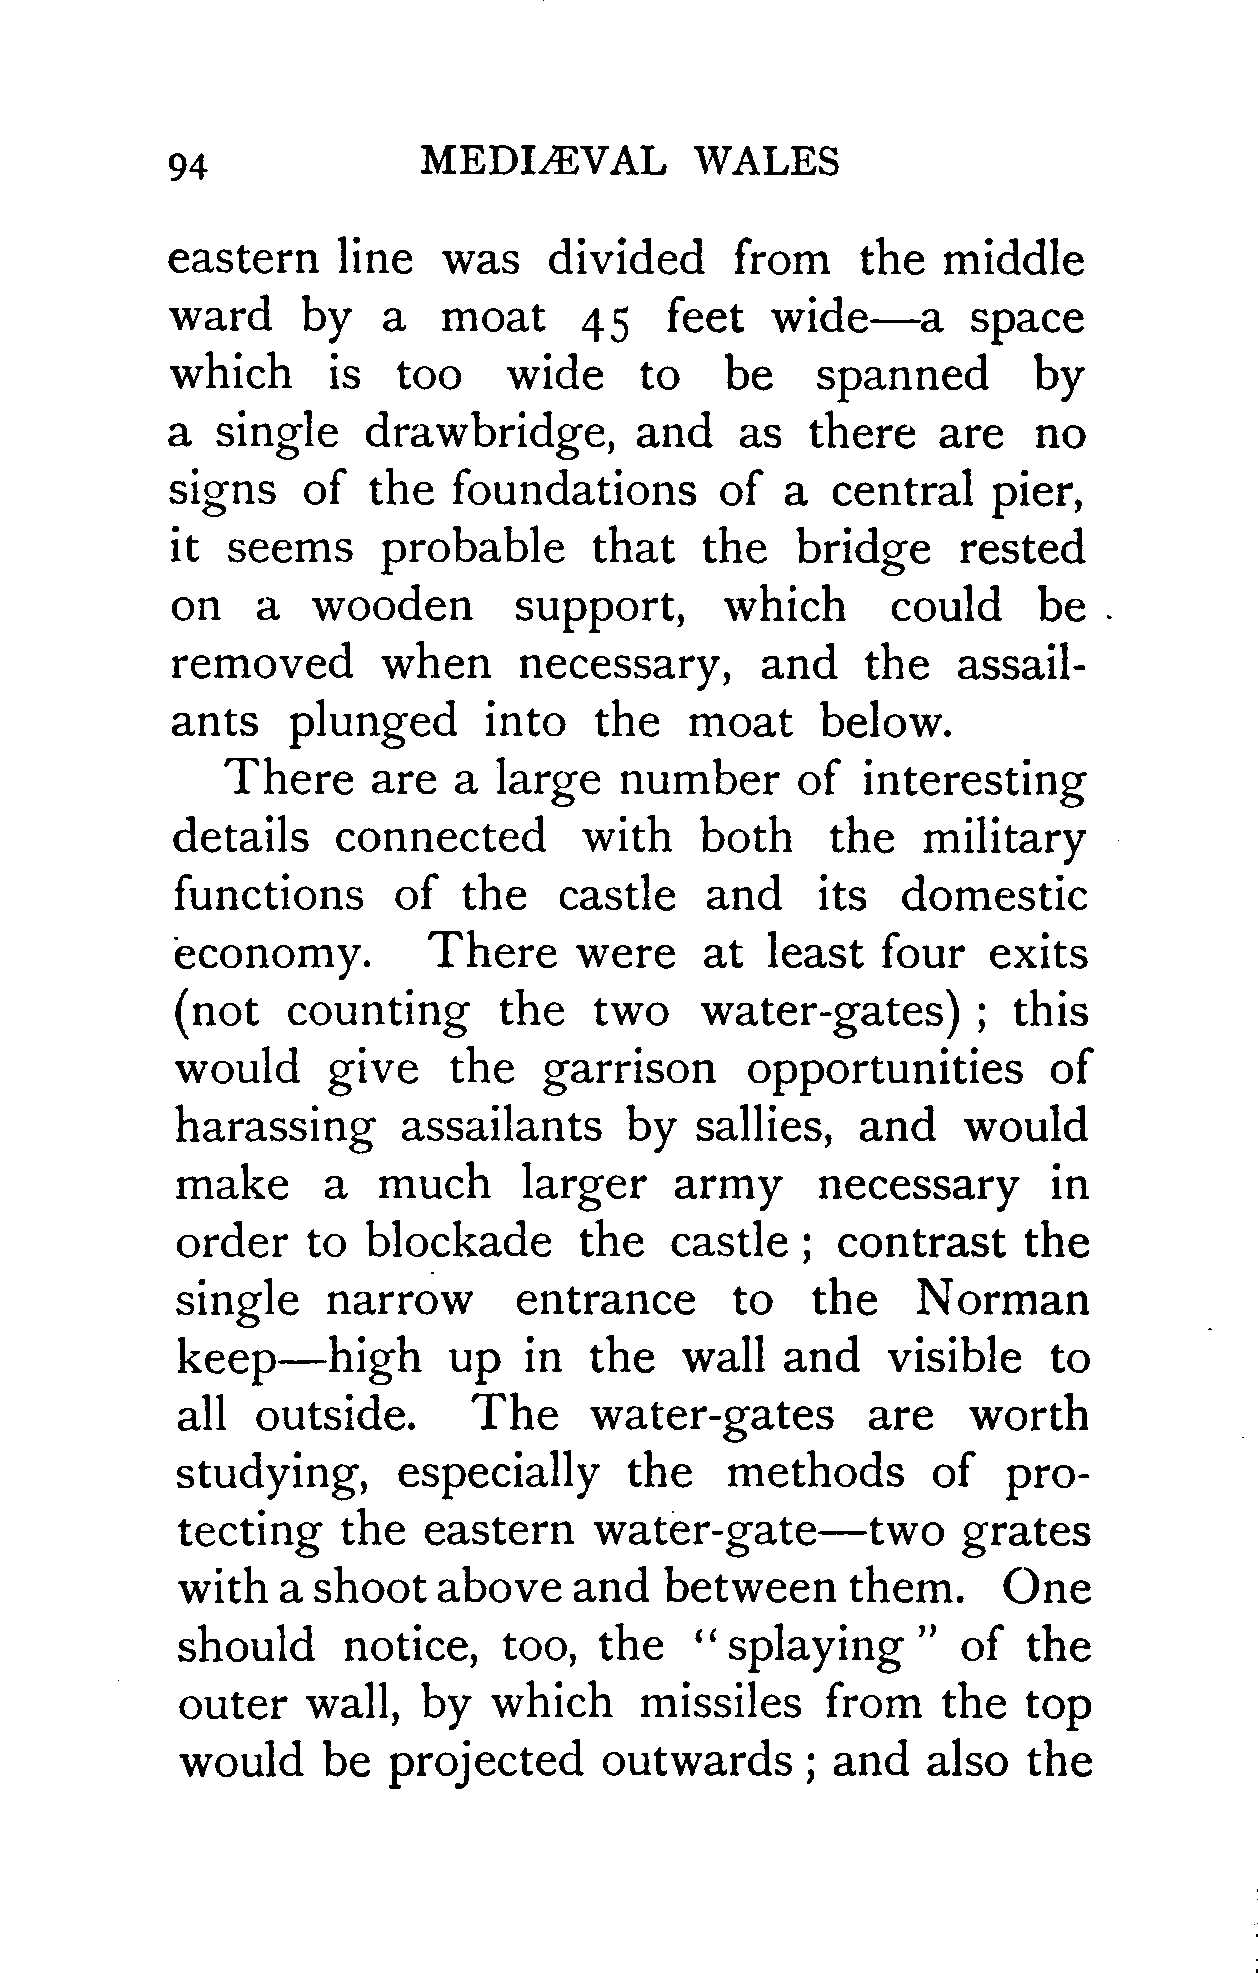 94 MEDIÆVAL WALES
eastern line was divided from the middle
ward by a moat 45 feet wide—a space
which is too wide to be spanned by
a single drawbridge, and as there are no
signs of the foundations of a central pier,
it seems probable that the bridge rested
on a wooden support, which could be
removed when necessary, and the assail-
ants plunged into the moat below.
There are a large number of interesting
details connected with both the military
functions of the castle and its domestic
economy. There were at least four exits
(not counting the two water-gates) ; this
would give the garrison opportunities of
harassing assailants by sallies, and would
make a much larger army necessary in
order to blockade the castle ; contrast the
single narrow entrance to the Norman
keep—high up in the wall and visible to
all outside. The water-gates are worth
studying, especially the methods of pro-
tecting the eastern water-gate—two grates
with a shoot above and between them. One
should notice, too, the “ splaying ” of the
outer wall, by which missiles from the top
would be projected outwards ; and also the